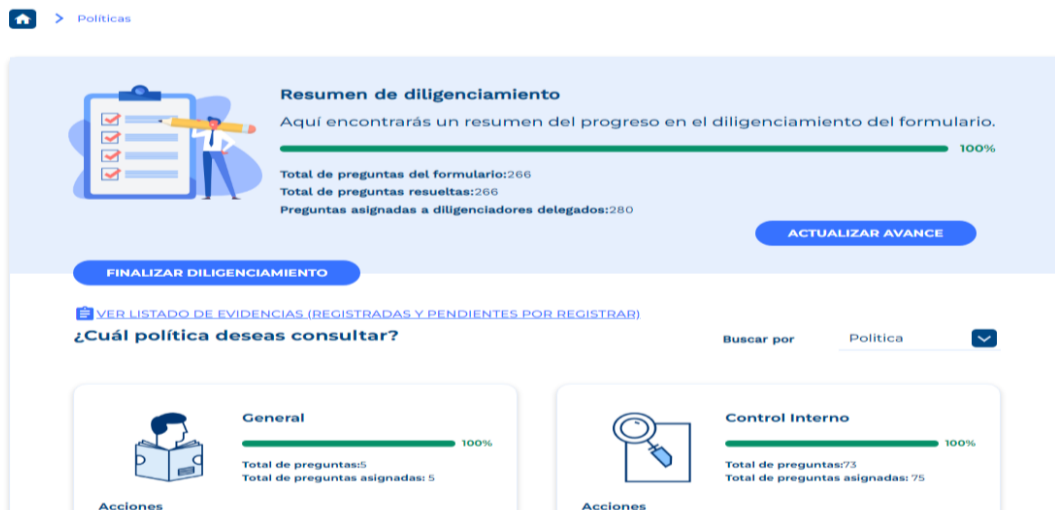 Políticas
Resumen de diligenciamiento
Aquí encontrarás un resumen del progreso en el diligenciamiento del formulario.
100%
Total de preguntas del formulario:266
Total de preguntas resueltas:266
Preguntas asignadas a diligenciadores delegados:280
ACTUALIZAR AVANCE
FINALIZAR DILIGENCIAMIENTO
VER LISTADO DE EVIDENCIAS (REGISTRADAS Y PENDIENTES POR REGISTRAR)
¿Cuál política deseas consultar?
Buscar por
Politica
General
100%
Total de preguntas:5
Total de preguntas asignadas: 5
Acciones
Control Interno
100%
Total de preguntas:73
Total de preguntas asignadas: 75
Acciones